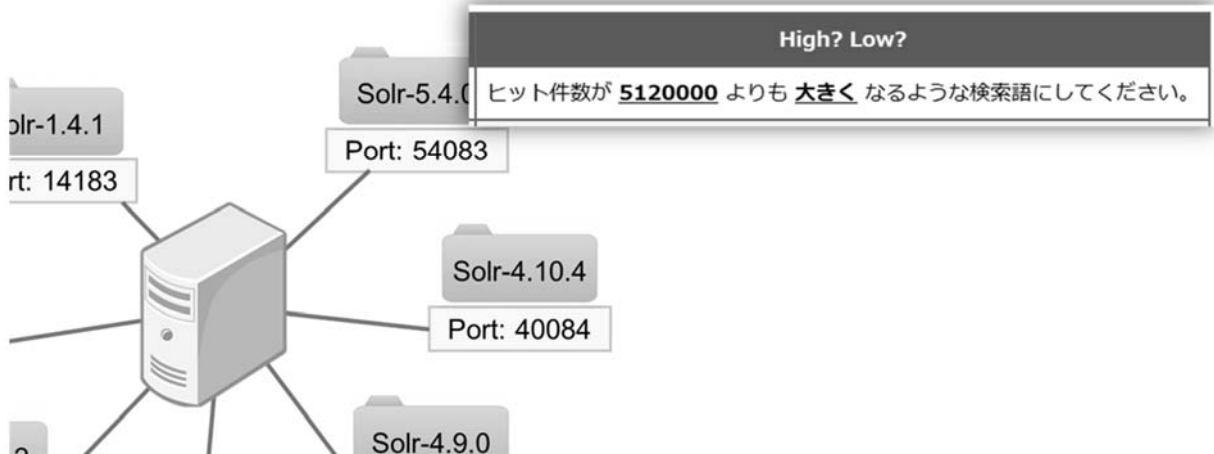 High? Low?
ヒット件数が 5120000 よりも 大きく なるような検索語にしてください。
Solr-5.4.0
Port: 54083
olr-1.4.1
rt: 14183
Solr-4.10.4
Port: 40084
Solr-4.9.0